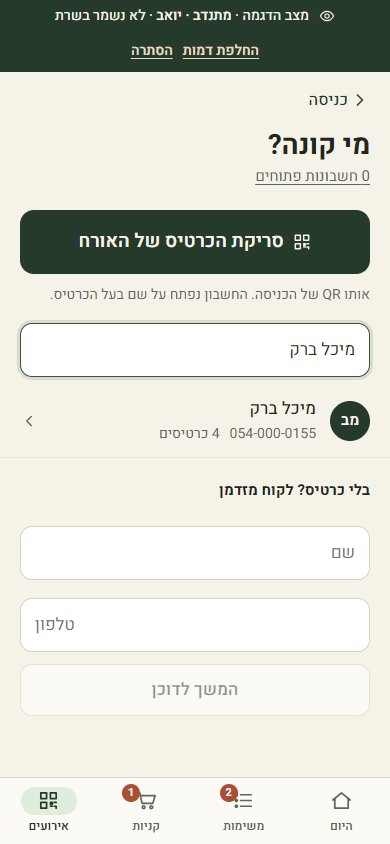 מצב הדגמה · מתנדב · יואב · לא נשמר בשרת
החלפת דמות הסתרה
כניסה
מי קונה?
0 חשבונות פתוחים
סריקת הכרטיס של האורח
אותו QR של הכניסה. החשבון נפתח על שם בעל הכרטיס.
מיכל ברק
מב
מיכל ברק
054-000-0155 4 כרטיסים
בלי כרטיס? לקוח מזדמן
שם
טלפון
המשך לדוכן
היום
2 משימות
1 קניות
אירועים